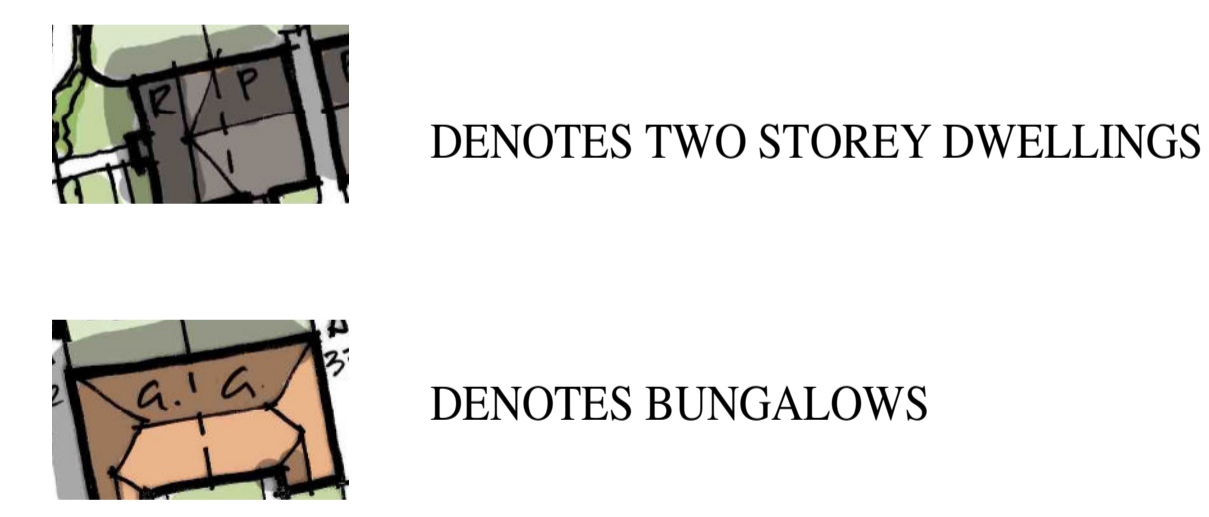 R P
DENOTES TWO STOREY DWELLINGS
G. G.
DENOTES BUNGALOWS